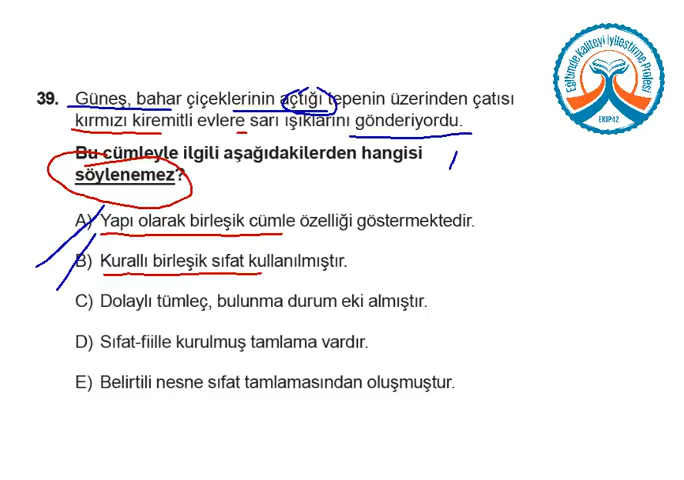 Eğitimde Kaliteyi İyileştirme Projesi
EKİP42
39. Güneş, bahar çiçeklerinin açtığı tepenin üzerinden çatısı
kırmızı kiremitli evlere sarı ışıklarını gönderiyordu.
Bu cümleyle ilgili aşağıdakilerden hangisi
söylenemez?
A) Yapı olarak birleşik cümle özelliği göstermektedir.
B) Kurallı birleşik sıfat kullanılmıştır.
C) Dolaylı tümleç, bulunma durum eki almıştır.
D) Sıfat-fiille kurulmuş tamlama vardır.
E) Belirtili nesne sıfat tamlamasından oluşmuştur.